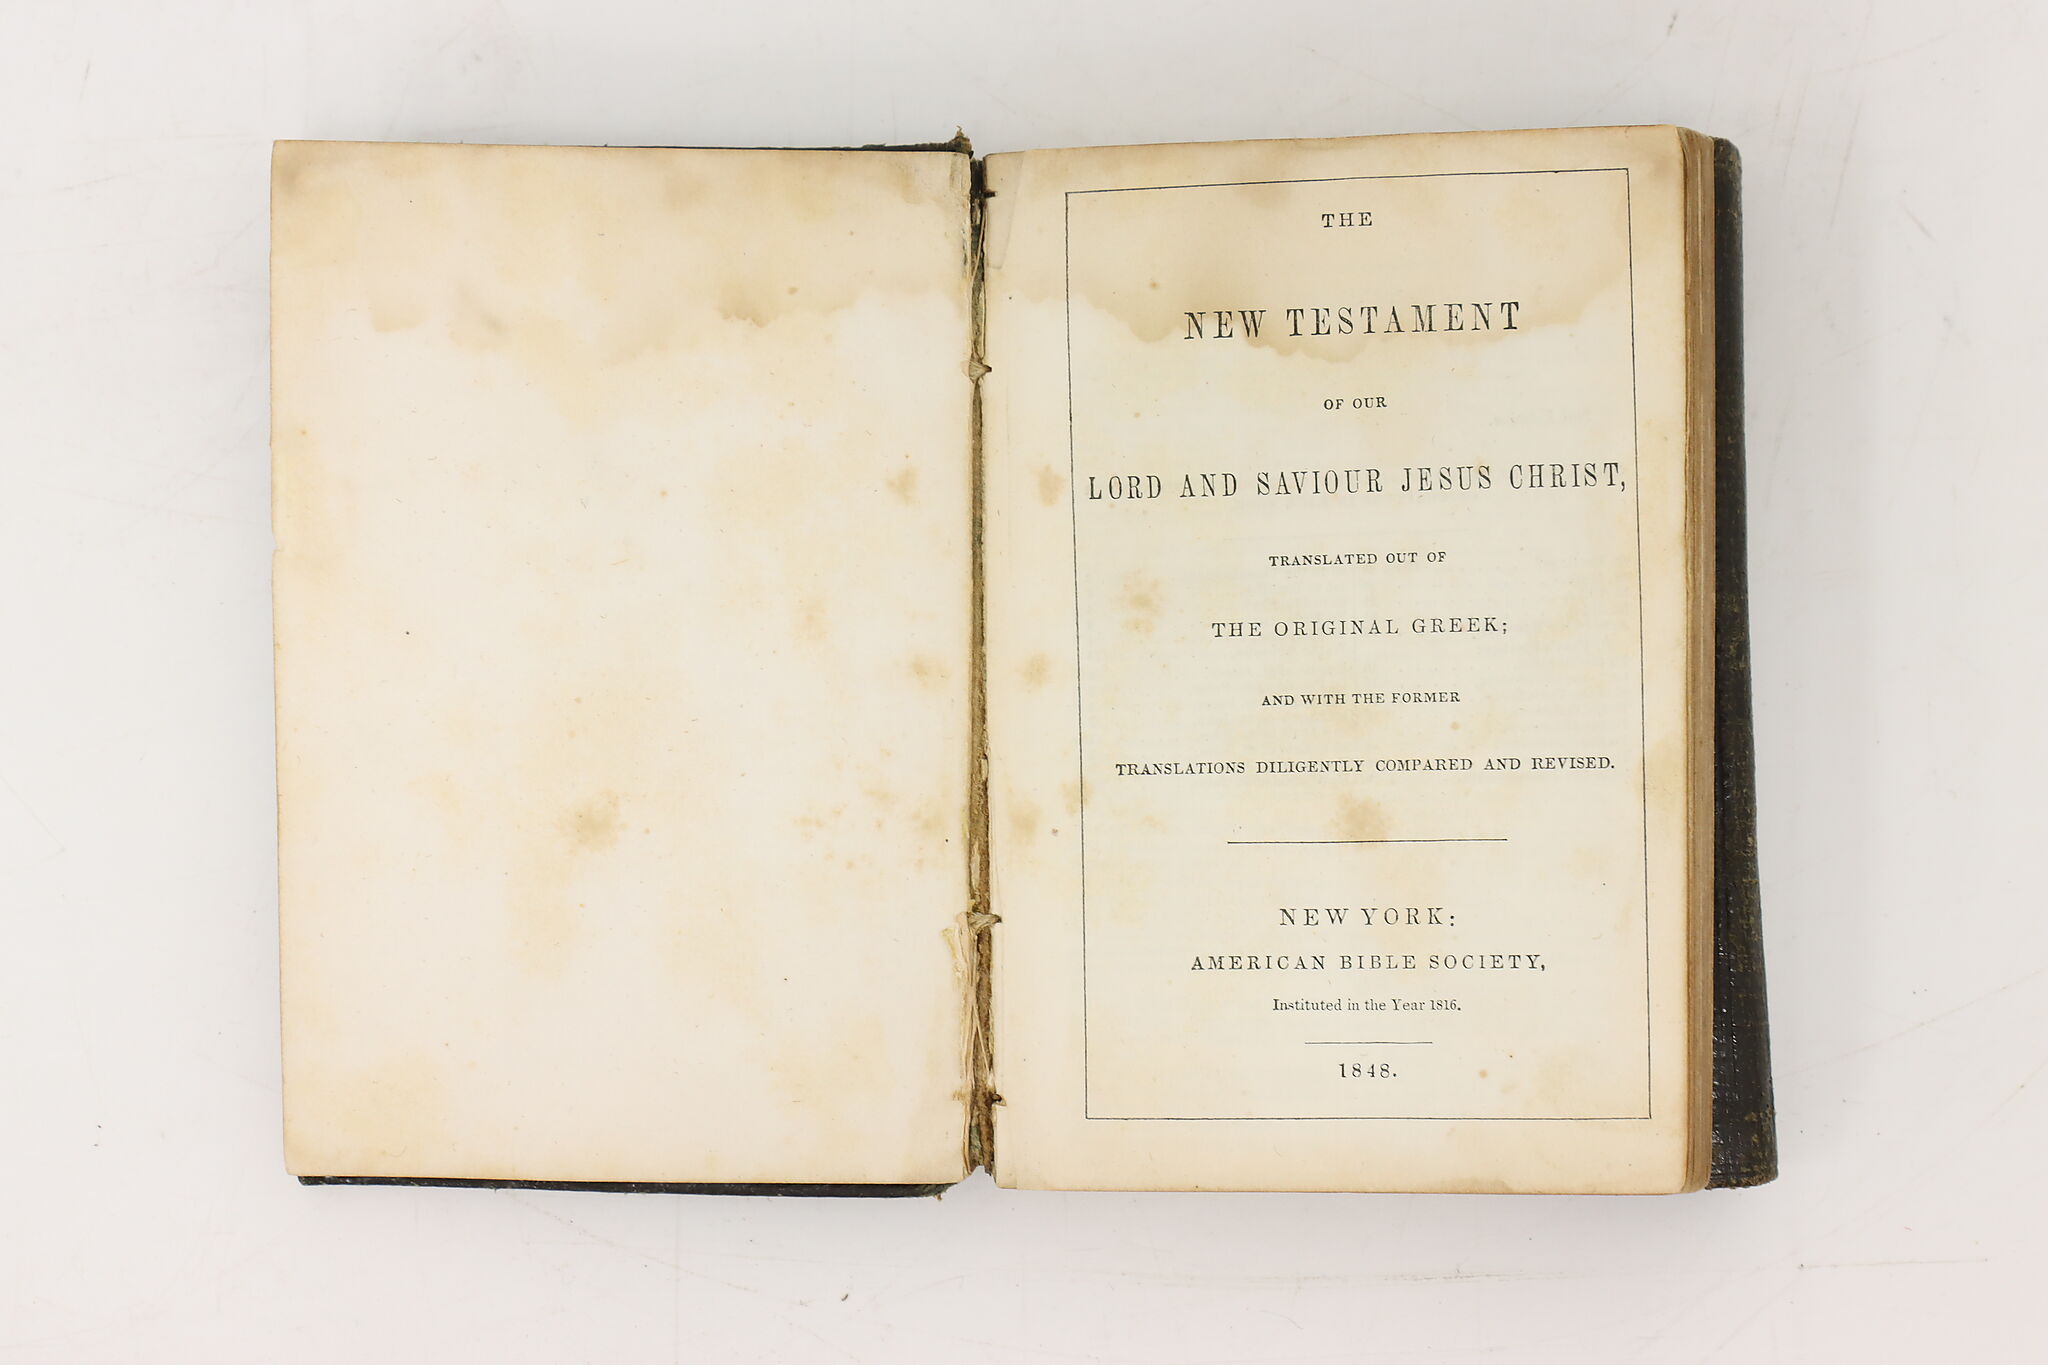 THE
NEW TESTAMENT
OF OUR
LORD AND SAVIOUR JESUS CHRIST,
TRANSLATED OUT OF
THE ORIGINAL GREEK;
AND WITH THE FORMER
TRANSLATIONS DILIGENTLY COMPARED AND REVISED.
NEW YORK:
AMERICAN BIBLE SOCIETY,
Instituted in the Year 1816.
1848.